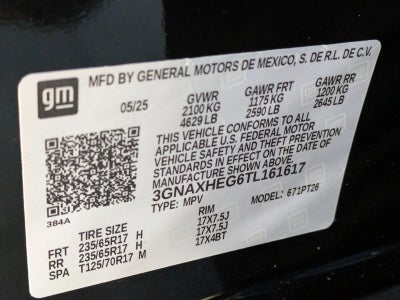 gm MFD BY GENERAL MOTORS DE MEXICO, S. DE R.L. DE C.V.
05/25 GVWR GAWR FRT GAWR RR
2100 KG 1175 KG 1200 KG
4629 LB 2590 LB 2645 LB
THIS VEHICLE CONFORMS TO ALL
APPLICABLE U.S. FEDERAL MOTOR
VEHICLE SAFETY AND THEFT PREVENTION
STANDARDS IN EFFECT ON THE DATE OF
MANUFACTURE SHOWN ABOVE.
3GNAXHEG6TL161617
TYPE: MPV MODEL: 671PT26
384A
TIRE SIZE RIM
FRT 235/65R17 H 17X7.5J
RR 235/65R17 H 17X7.5J
SPA T125/70R17 M 17X4BT